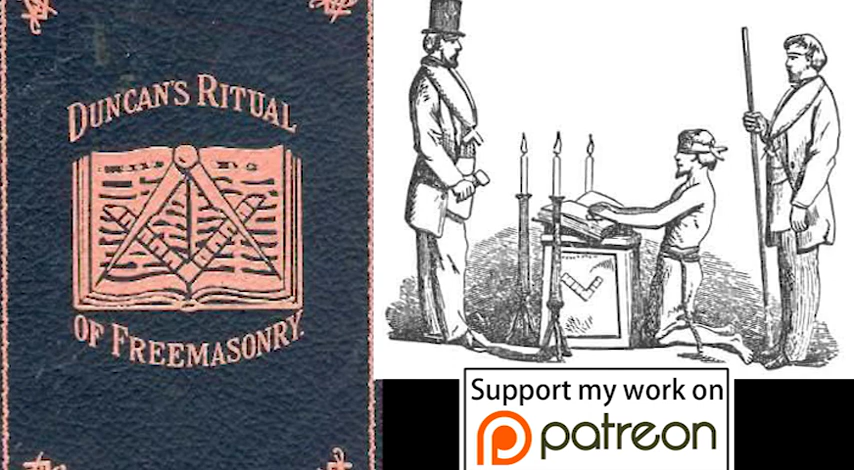 DUNCAN'S RITUAL
OF FREEMASONRY.
Support my work on
patreon